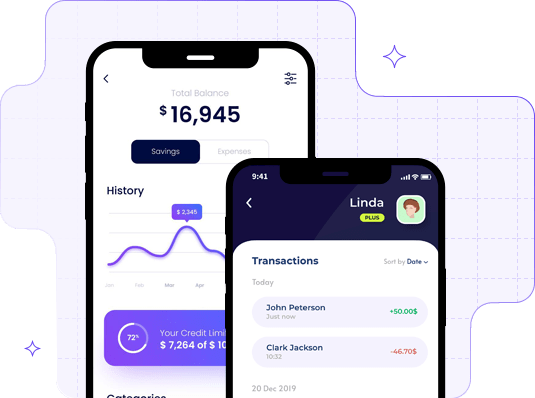 Total Balance
$ 16,945
Savings
Expenses
History
$ 2,345
Jan
Feb
Mar
Apr
72%
Your Credit Limi
$ 7,264 of $ 10
Categories
9:41
Linda
PLUS
Transactions
Sort by Date
Today
John Peterson
Just now
+50.00$
Clark Jackson
10:32
-46.70$
20 Dec 2019